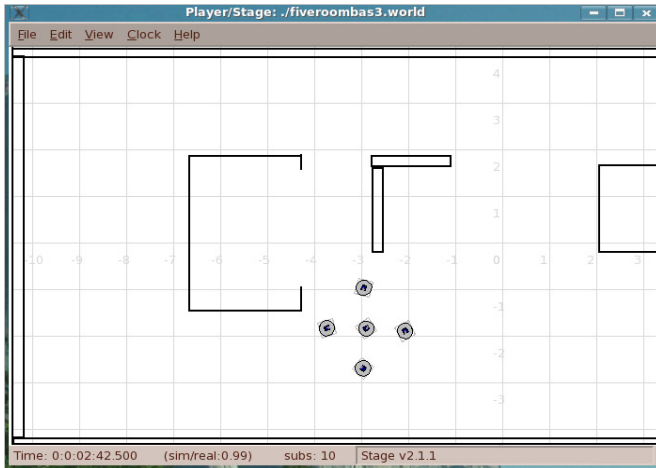 Player/Stage: ./fiveroombas3.world
File Edit View Clock Help
4
3
2
1
-10 -9 -8 -7 -6 -5 -4 -3 -2 -1 0 1 2 3
-1
-2
-3
Time: 0:0:02:42.500 (sim/real:0.99) subs: 10 Stage v2.1.1